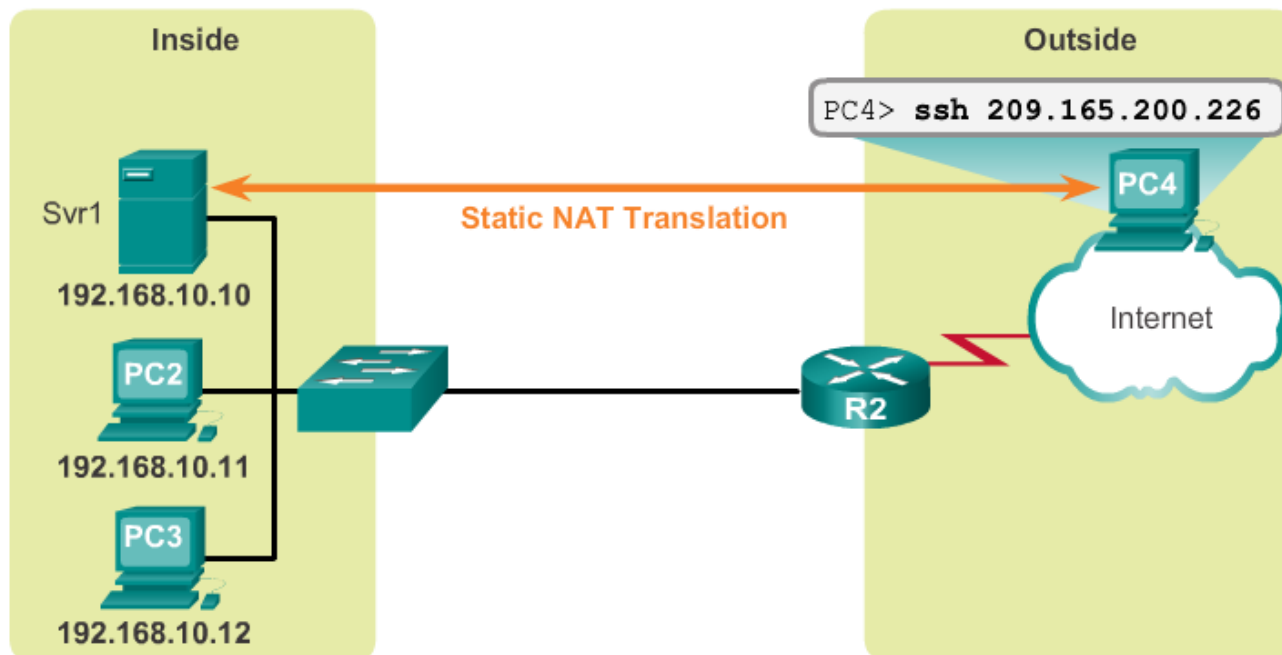 Inside
Outside
PC4> ssh 209.165.200.226
PC4
Svr1
Static NAT Translation
192.168.10.10
Internet
PC2
R2
192.168.10.11
PC3
192.168.10.12